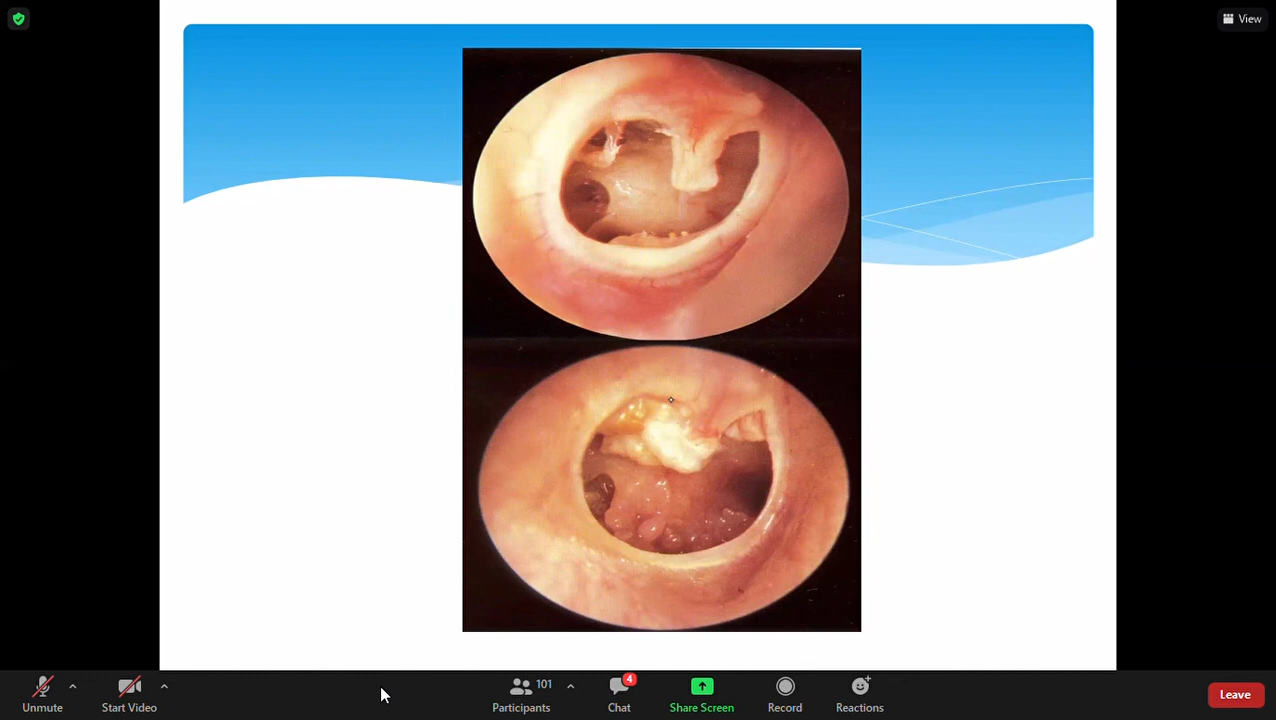 View
Unmute
Start Video
101
Participants
4
Chat
Share Screen
Record
Reactions
Leave